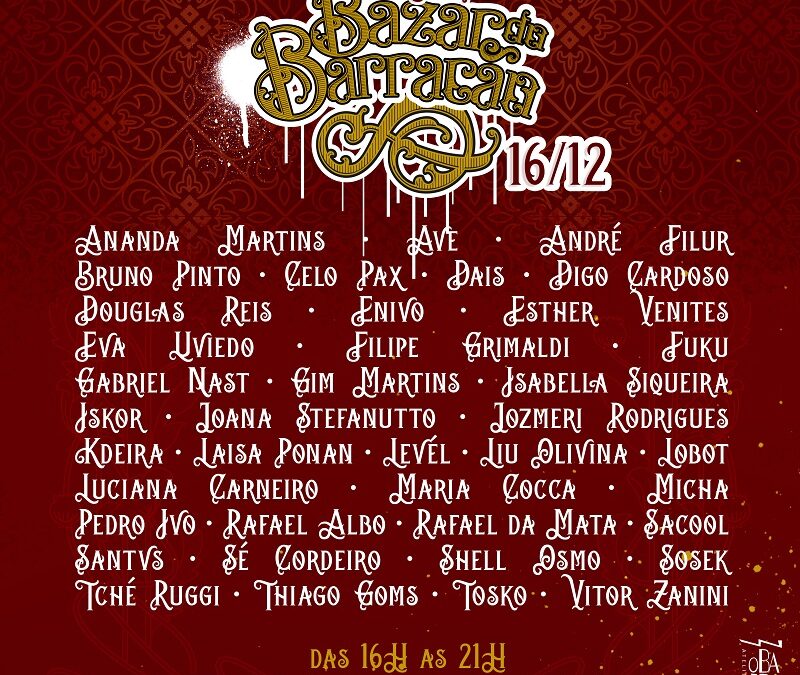 Bazar do
Barracão
16/12
Ananda Martins · Ave · André Filur
Bruno Pinto · Celo Pax · Dais · Digo Cardoso
Douglas Reis · Enivo · Esther Venites
Eva Uviedo · Filipe Grimaldi · Fuku
Gabriel Nast · Gim Martins · Isabella Siqueira
Iskor · Joana Stefanutto · Jozmeri Rodrigues
Kdeira · Laisa Ponan · Levél · Liu Olivina · Lobot
Luciana Carneiro · Maria Cocca · Micha
Pedro Ivo · Rafael Albo · Rafael da Mata · Sacool
Santvs · Sé Cordeiro · Shell Osmo · Sosek
Tché Ruggi · Thiago Goms · Tosko · Vitor Zanini
das 16H as 21H